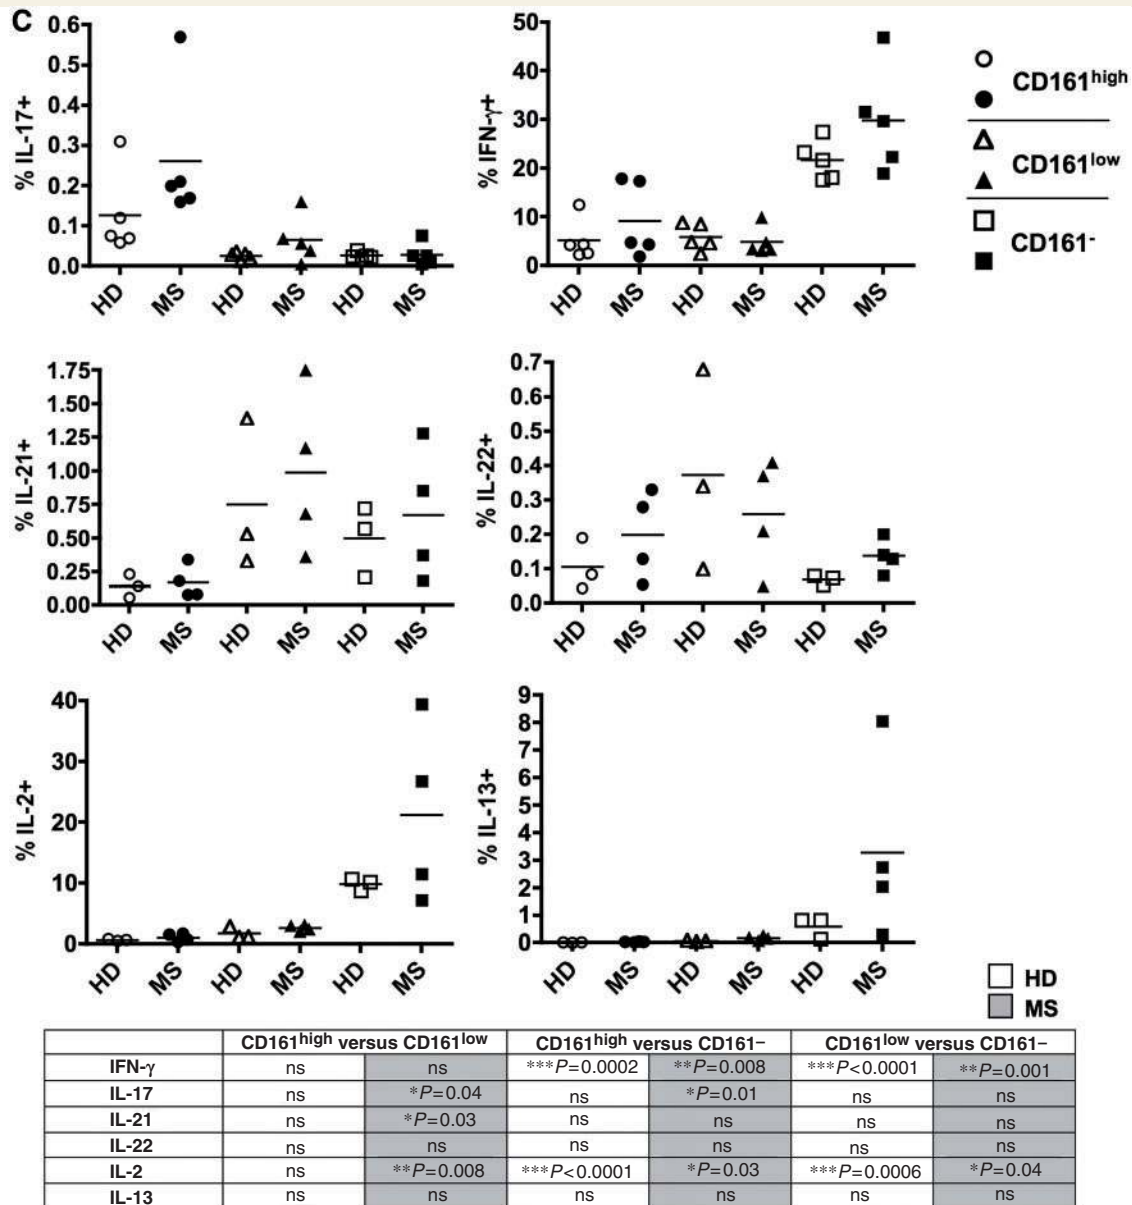 C
% IL-17+
0.6
0.5
0.4
0.3
0.2
0.1
0.0
HD MS HD MS HD MS
% IFN-γ+
50
40
30
20
10
0
HD MS HD MS HD MS
CD161high
CD161low
CD161-
% IL-21+
1.75
1.50
1.25
1.00
0.75
0.50
0.25
0.00
HD MS HD MS HD MS
% IL-22+
0.7
0.6
0.5
0.4
0.3
0.2
0.1
0.0
HD MS HD MS HD MS
% IL-2+
40
30
20
10
0
HD MS HD MS HD MS
% IL-13+
9
8
7
6
5
4
3
2
1
0
HD MS HD MS HD MS
HD
MS
CD161high versus CD161low CD161high versus CD161– CD161low versus CD161–
IFN-γ ns ns ***P=0.0002 **P=0.008 ***P<0.0001 **P=0.001
IL-17 ns *P=0.04 ns *P=0.01 ns ns
IL-21 ns *P=0.03 ns ns ns ns
IL-22 ns ns ns ns ns ns
IL-2 ns **P=0.008 ***P<0.0001 *P=0.03 ***P=0.0006 *P=0.04
IL-13 ns ns ns ns ns ns